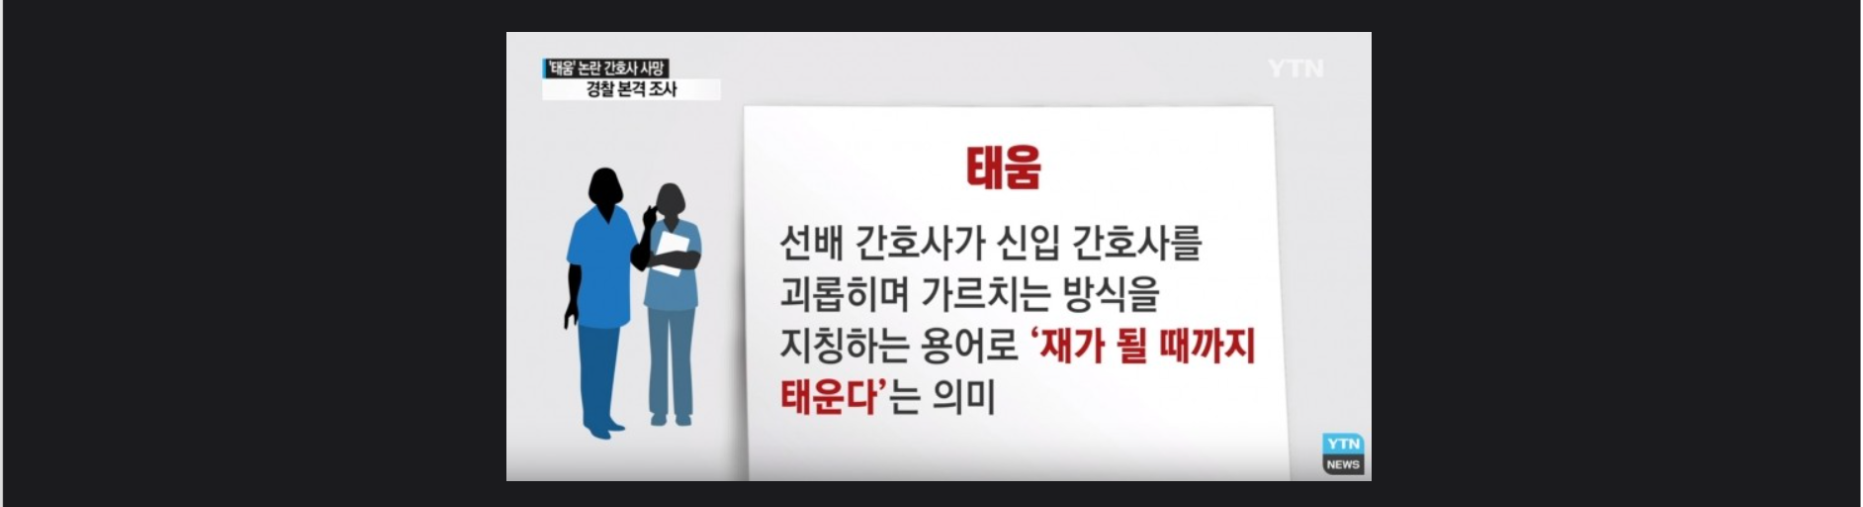 '태움' 논란 간호사 사망
경찰 본격 조사
YTN
태움
선배 간호사가 신입 간호사를
괴롭히며 가르치는 방식을
지칭하는 용어로 ‘재가 될 때까지
태운다’는 의미
YTN
NEWS